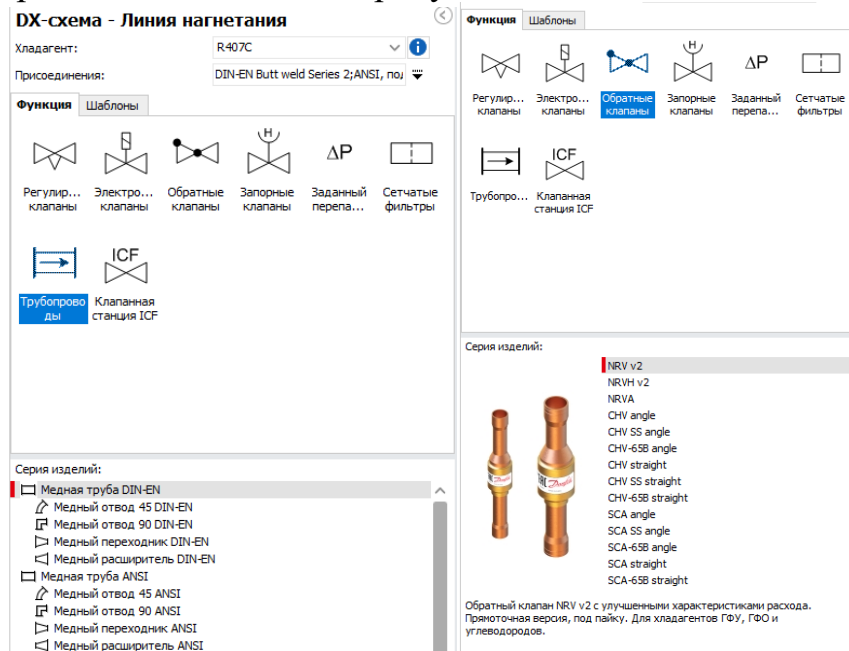 DX-схема - Линия нагнетания
Хладагент:
R407C
Присоединения:
DIN-EN Butt weld Series 2;ANSI, пол
Функция
Шаблоны
Регулир...
клапаны
Электро...
клапаны
Обратные
клапаны
H
Запорные
клапаны
ΔP
Заданный
перепа...
Сетчатые
фильтры
Трубопрово
ды
ICF
Клапанная
станция ICF
Серия изделий:
Медная труба DIN-EN
Медный отвод 45 DIN-EN
Медный отвод 90 DIN-EN
Медный переходник DIN-EN
Медный расширитель DIN-EN
Медная труба ANSI
Медный отвод 45 ANSI
Медный отвод 90 ANSI
Медный переходник ANSI
Медный расширитель ANSI
Функция
Шаблоны
Регулир...
клапаны
Электро...
клапаны
Обратные
клапаны
H
Запорные
клапаны
ΔP
Заданный
перепа...
Сетчатые
фильтры
Трубопро...
ICF
Клапанная
станция ICF
Серия изделий:
NRV v2
NRVH v2
NRVA
CHV angle
CHV SS angle
CHV-65B angle
CHV straight
CHV SS straight
CHV-65B straight
SCA angle
SCA SS angle
SCA-65B angle
SCA straight
SCA-65B straight
Danfoss
Обратный клапан NRV v2 с улучшенными характеристиками расхода.
Прямоточная версия, под пайку. Для хладагентов ГФУ, ГФО и
углеводородов.